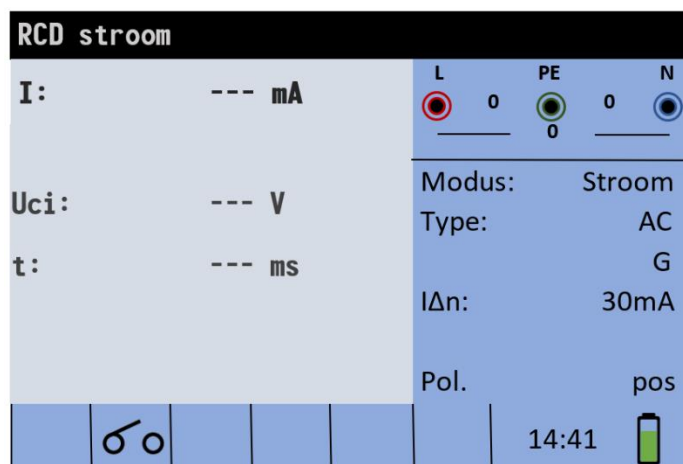 RCD stroom
I: --- mA
Uci: --- V
t: --- ms
L PE N
0 0
0
Modus: Stroom
Type: AC
G
IΔn: 30mA
Pol. pos
14:41